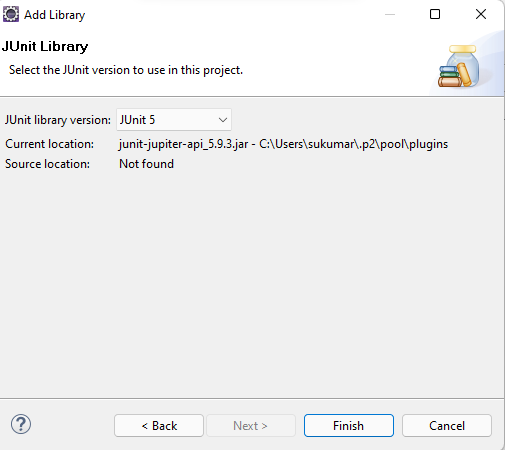 Add Library
JUnit Library
Select the JUnit version to use in this project.
JUnit library version: JUnit 5
Current location: junit-jupiter-api_5.9.3.jar - C:\Users\sukumar\.p2\pool\plugins
Source location: Not found
? < Back Next > Finish Cancel